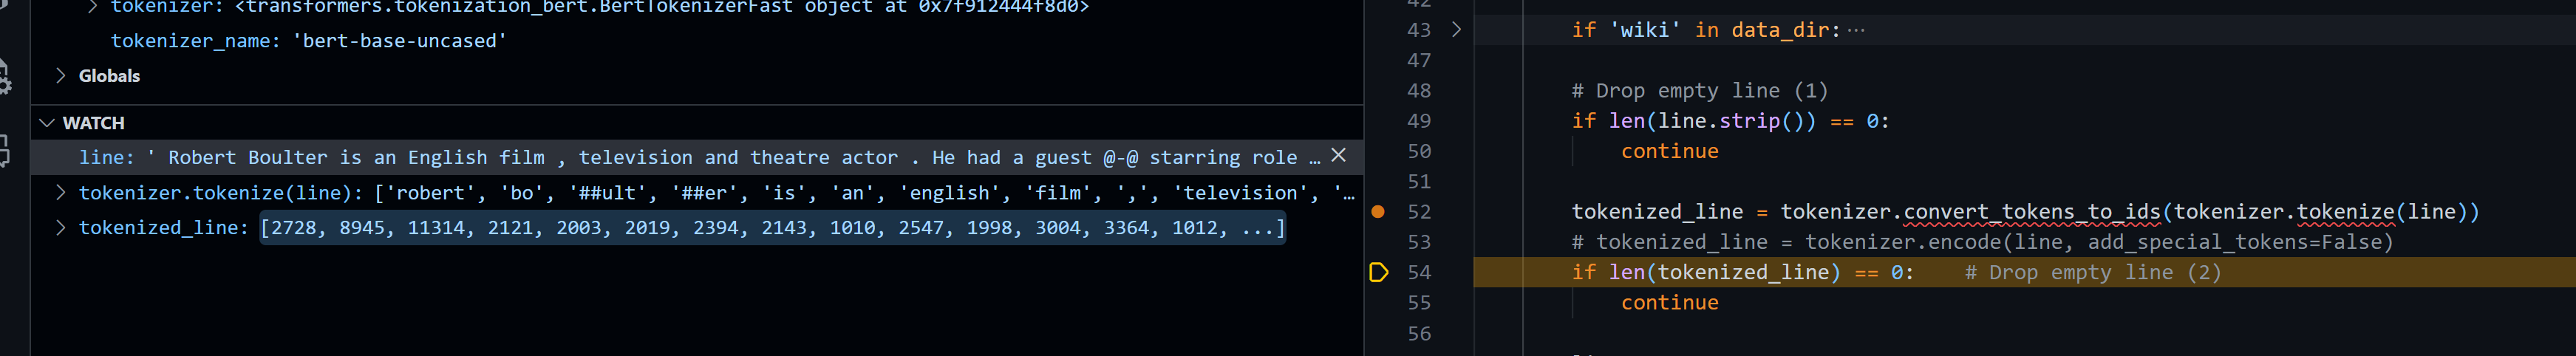 tokenizer: <transformers.tokenization_bert.BertTokenizerFast object at 0x7f912444f8d0>
tokenizer_name: 'bert-base-uncased'
Globals
WATCH
line: ' Robert Boulter is an English film , television and theatre actor . He had a guest @-@ starring role …
tokenizer.tokenize(line): ['robert', 'bo', '##ult', '##er', 'is', 'an', 'english', 'film', ',', 'television', '…
tokenized_line: [2728, 8945, 11314, 2121, 2003, 2019, 2394, 2143, 1010, 2547, 1998, 3004, 3364, 1012, ...]
42
43 if 'wiki' in data_dir:…
47
48 # Drop empty line (1)
49 if len(line.strip()) == 0:
50 continue
51
52 tokenized_line = tokenizer.convert_tokens_to_ids(tokenizer.tokenize(line))
53 # tokenized_line = tokenizer.encode(line, add_special_tokens=False)
54 if len(tokenized_line) == 0: # Drop empty line (2)
55 continue
56